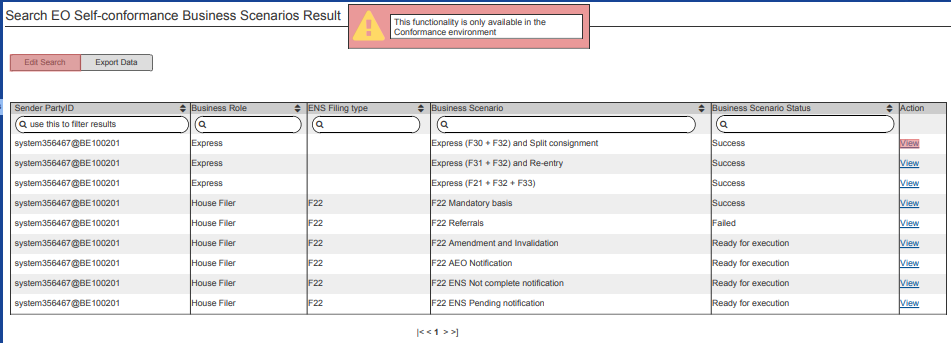 Search EO Self-conformance Business Scenarios Result
This functionality is only available in the
Conformance environment
Edit Search Export Data
Sender PartyID Business Role ENS Filing type Business Scenario Business Scenario Status Action
use this to filter results
system356467@BE100201 Express Express (F30 + F32) and Split consignment Success View
system356467@BE100201 Express Express (F31 + F32) and Re-entry Success View
system356467@BE100201 Express Express (F21 + F32 + F33) Success View
system356467@BE100201 House Filer F22 F22 Mandatory basis Success View
system356467@BE100201 House Filer F22 F22 Referrals Failed View
system356467@BE100201 House Filer F22 F22 Amendment and Invalidation Ready for execution View
system356467@BE100201 House Filer F22 F22 AEO Notification Ready for execution View
system356467@BE100201 House Filer F22 F22 ENS Not complete notification Ready for execution View
system356467@BE100201 House Filer F22 F22 ENS Pending notification Ready for execution View
|< < 1 > >|